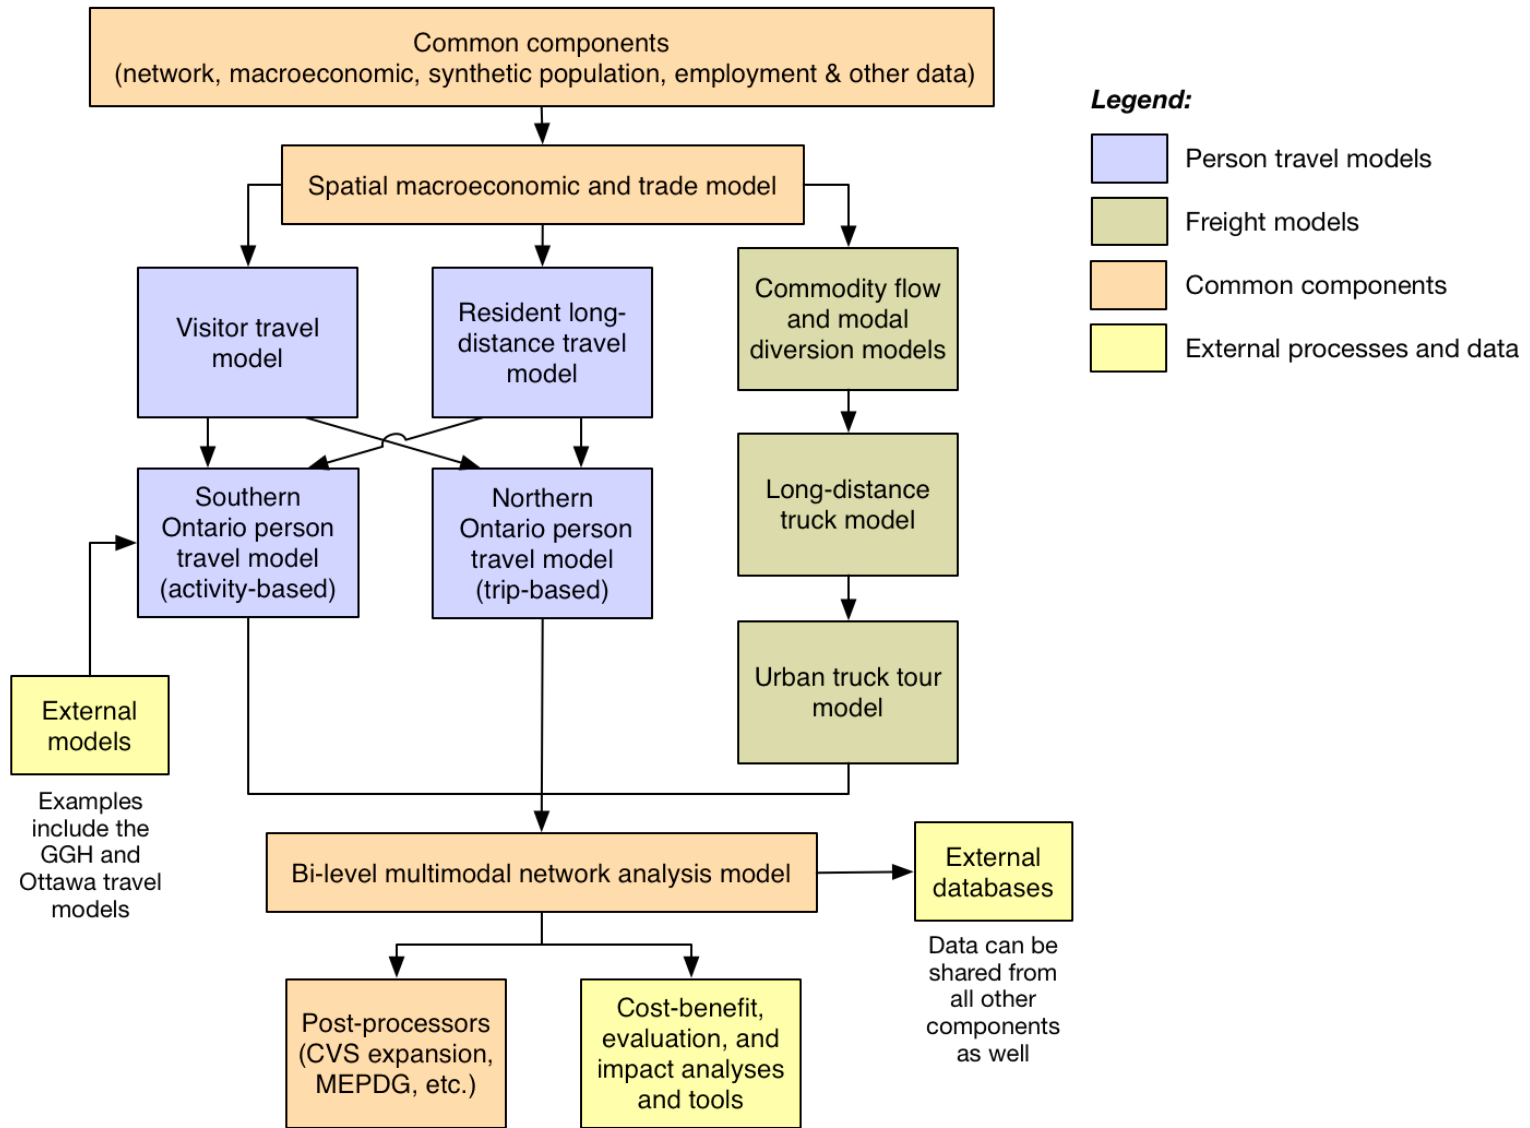 Common components
(network, macroeconomic, synthetic population, employment & other data)
Legend:
Person travel models
Freight models
Common components
External processes and data
Spatial macroeconomic and trade model
Visitor travel
model
Resident long-
distance travel
model
Commodity flow
and modal
diversion models
Southern
Ontario person
travel model
(activity-based)
Northern
Ontario person
travel model
(trip-based)
Long-distance
truck model
Urban truck tour
model
External
models
Examples
include the
GGH and
Ottawa travel
models
Bi-level multimodal network analysis model
External
databases
Data can be
shared from
all other
components
as well
Post-processors
(CVS expansion,
MEPDG, etc.)
Cost-benefit,
evaluation, and
impact analyses
and tools